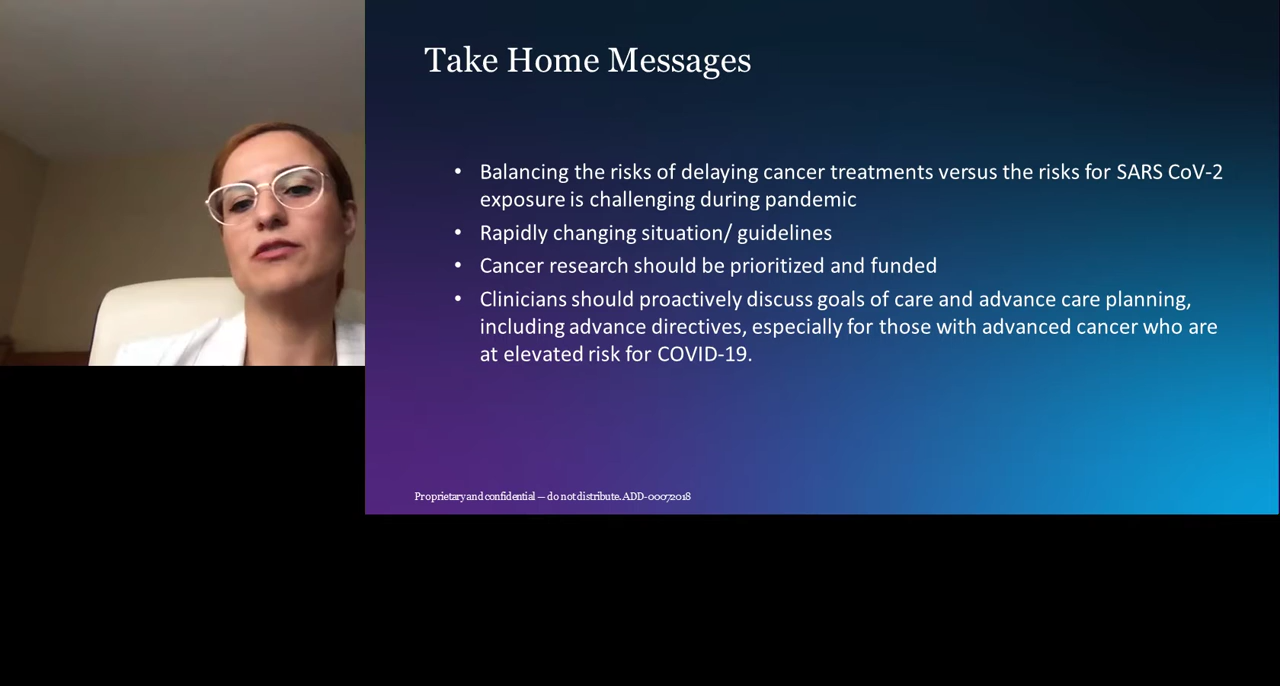 Take Home Messages
• Balancing the risks of delaying cancer treatments versus the risks for SARS CoV-2
exposure is challenging during pandemic
• Rapidly changing situation/ guidelines
• Cancer research should be prioritized and funded
• Clinicians should proactively discuss goals of care and advance care planning,
including advance directives, especially for those with advanced cancer who are
at elevated risk for COVID-19.
Proprietary and confidential — do not distribute. ADD-00072018